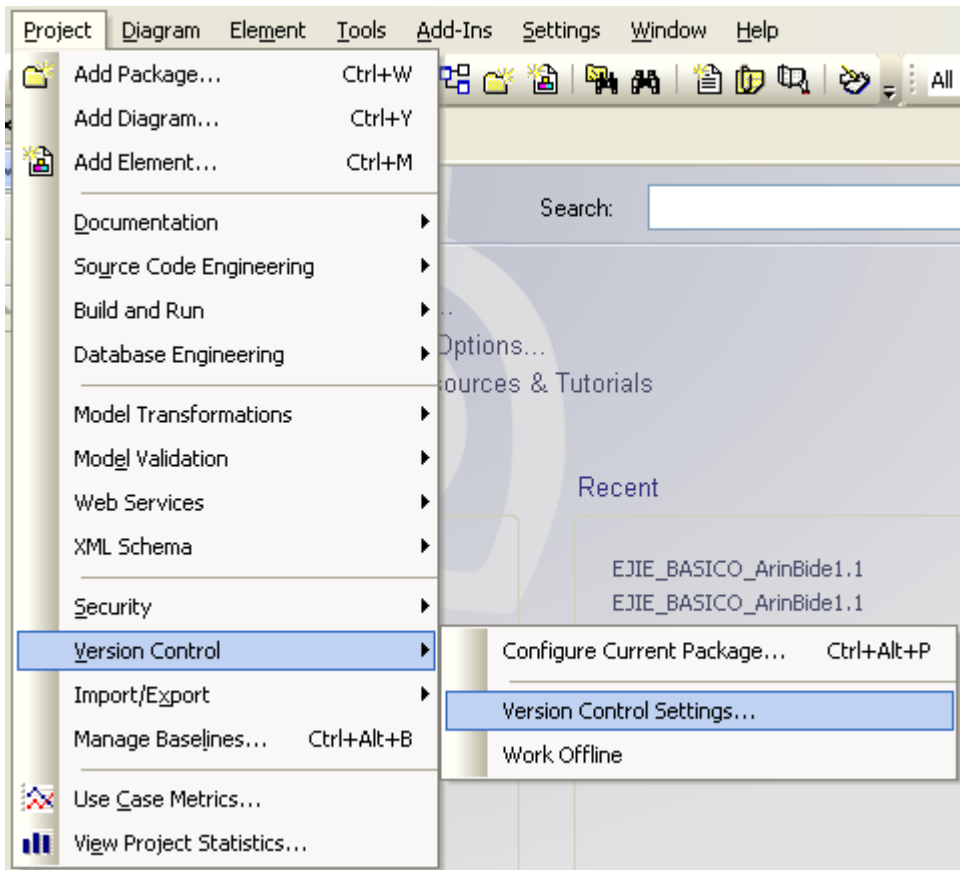 Project Diagram Element Tools Add-Ins Settings Window Help
All
Add Package... Ctrl+W
Add Diagram... Ctrl+Y
Add Element... Ctrl+M
Documentation
Source Code Engineering
Build and Run
Database Engineering
Model Transformations
Model Validation
Web Services
XML Schema
Security
Version Control
Import/Export
Manage Baselines... Ctrl+Alt+B
Use Case Metrics...
View Project Statistics...
Search:
Options...
ources & Tutorials
Recent
EJIE_BASICO_ArinBide1.1
EJIE_BASICO_ArinBide1.1
Configure Current Package... Ctrl+Alt+P
Version Control Settings...
Work Offline